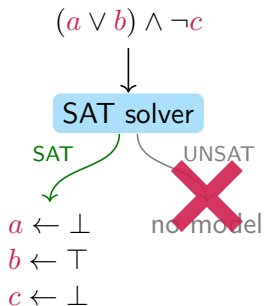 (a ∨ b) ∧ ¬c
SAT solver
SAT
UNSAT
no model
a ← ⊥
b ← ⊤
c ← ⊥